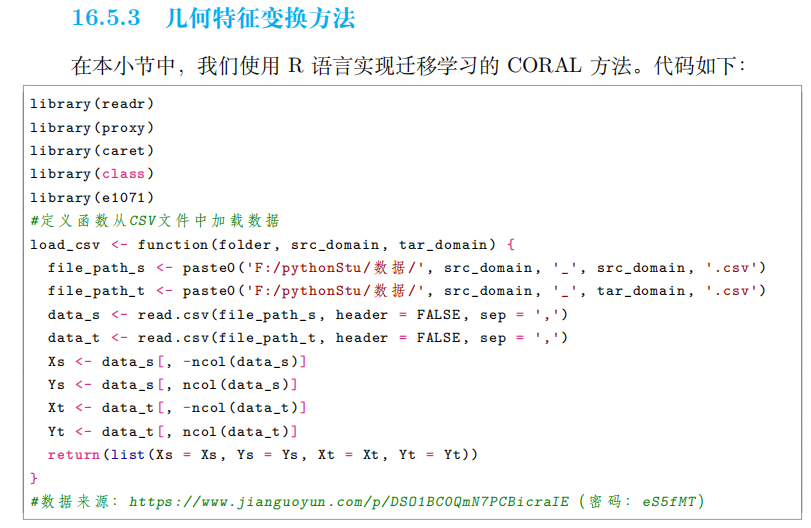 16.5.3 几何特征变换方法
在本小节中，我们使用 R 语言实现迁移学习的 CORAL 方法。代码如下：
library(readr)
library(proxy)
library(caret)
library(class)
library(e1071)
#定义函数从CSV文件中加载数据
load_csv <- function(folder, src_domain, tar_domain) {
  file_path_s <- paste0('F:/pythonStu/数据/', src_domain, '_', src_domain, '.csv')
  file_path_t <- paste0('F:/pythonStu/数据/', src_domain, '_', tar_domain, '.csv')
  data_s <- read.csv(file_path_s, header = FALSE, sep = ',')
  data_t <- read.csv(file_path_t, header = FALSE, sep = ',')
  Xs <- data_s[, -ncol(data_s)]
  Ys <- data_s[, ncol(data_s)]
  Xt <- data_t[, -ncol(data_t)]
  Yt <- data_t[, ncol(data_t)]
  return(list(Xs = Xs, Ys = Ys, Xt = Xt, Yt = Yt))
}
#数据来源：https://www.jianguoyun.com/p/DSO1BC0QmN7PCBicraIE（密码：eS5fMT）